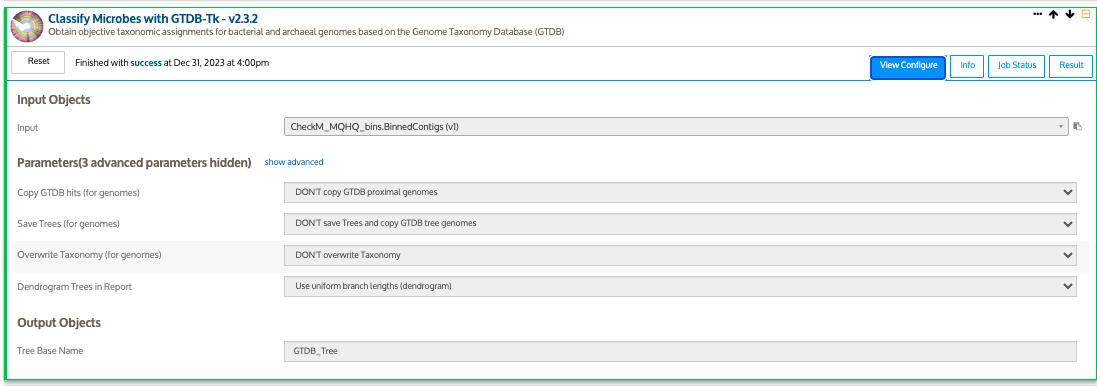 Classify Microbes with GTDB-Tk - v2.3.2
Obtain objective taxonomic assignments for bacterial and archaeal genomes based on the Genome Taxonomy Database (GTDB)
Reset
Finished with success at Dec 31, 2023 at 4:00pm
View Configure
Info
Job Status
Result
Input Objects
Input
CheckM_MQHQ_bins.BinnedContigs (v1)
Parameters(3 advanced parameters hidden) show advanced
Copy GTDB hits (for genomes)
DON'T copy GTDB proximal genomes
Save Trees (for genomes)
DON'T save Trees and copy GTDB tree genomes
Overwrite Taxonomy (for genomes)
DON'T overwrite Taxonomy
Dendrogram Trees in Report
Use uniform branch lengths (dendrogram)
Output Objects
Tree Base Name
GTDB_Tree